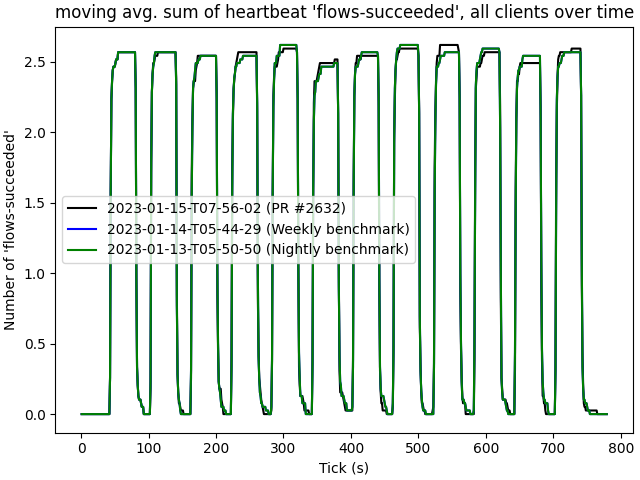 moving avg. sum of heartbeat 'flows-succeeded', all clients over time
Number of 'flows-succeeded'
2.5
2.0
1.5
1.0
0.5
0.0
2023-01-15-T07-56-02 (PR #2632)
2023-01-14-T05-44-29 (Weekly benchmark)
2023-01-13-T05-50-50 (Nightly benchmark)
0 100 200 300 400 500 600 700 800
Tick (s)